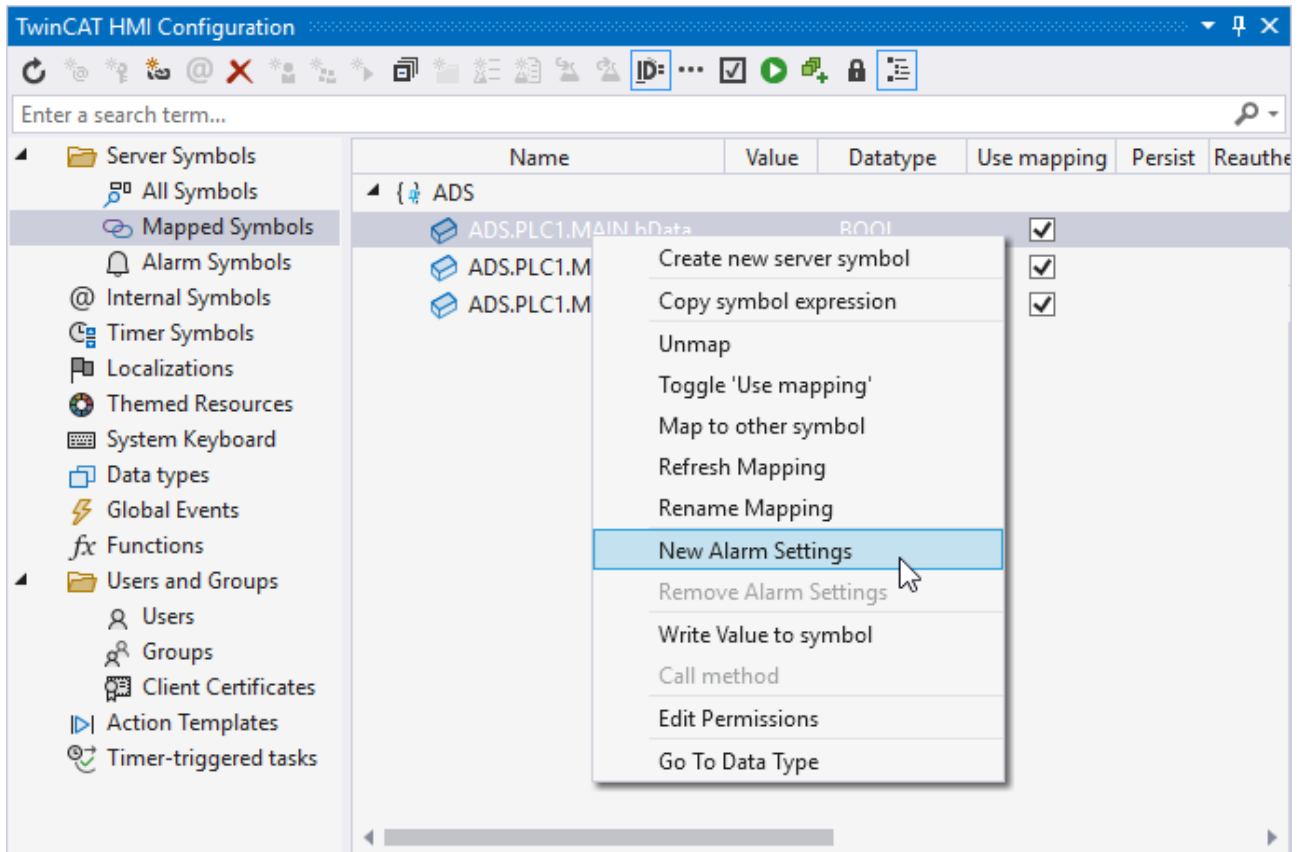 TwinCAT HMI Configuration
ID:
Enter a search term...
Server Symbols
All Symbols
Mapped Symbols
Alarm Symbols
Internal Symbols
Timer Symbols
Localizations
Themed Resources
System Keyboard
Data types
Global Events
fx Functions
Users and Groups
Users
Groups
Client Certificates
Action Templates
Timer-triggered tasks
Name Value Datatype Use mapping Persist Reauthe
ADS
ADS.PLC1.MAIN.bData BOOL
ADS.PLC1.M
ADS.PLC1.M
Create new server symbol
Copy symbol expression
Unmap
Toggle 'Use mapping'
Map to other symbol
Refresh Mapping
Rename Mapping
New Alarm Settings
Remove Alarm Settings
Write Value to symbol
Call method
Edit Permissions
Go To Data Type